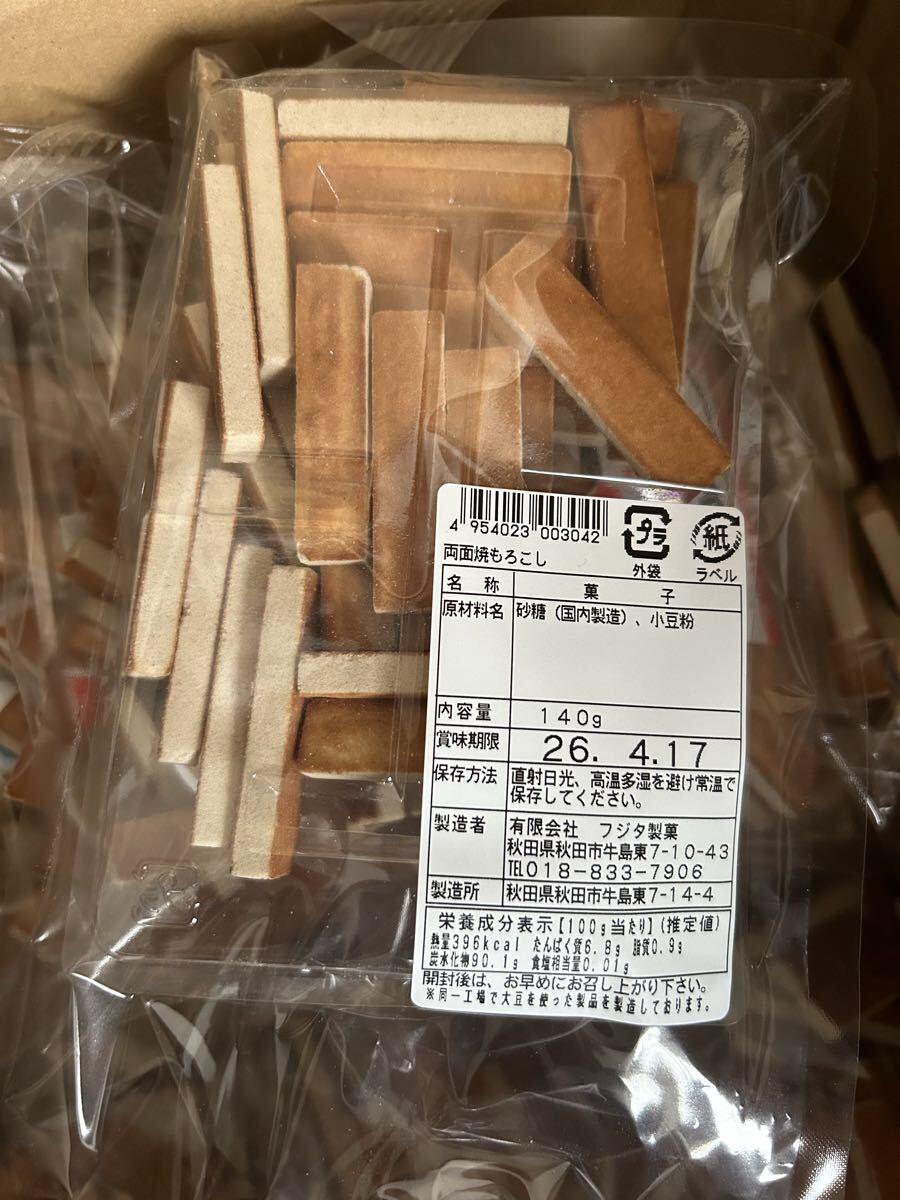 4 954023 003042
プラ
外袋
紙
ラベル
両面焼もろこし
名 称 菓 子
原材料名 砂糖（国内製造）、小豆粉
内容量 140g
賞味期限 26. 4.17
保存方法 直射日光、高温多湿を避け常温で
保存してください。
製造者 有限会社 フジタ製菓
秋田県秋田市牛島東7-10-43
TEL018-833-7906
製造所 秋田県秋田市牛島東7-14-4
栄養成分表示【100g当たり】(推定値)
熱量396kcal たんぱく質6.8g 脂質0.9g
炭水化物90.1g 食塩相当量0.01g
開封後は、お早めにお召し上がり下さい。
※同一工場で大豆を使った製品を製造しております。